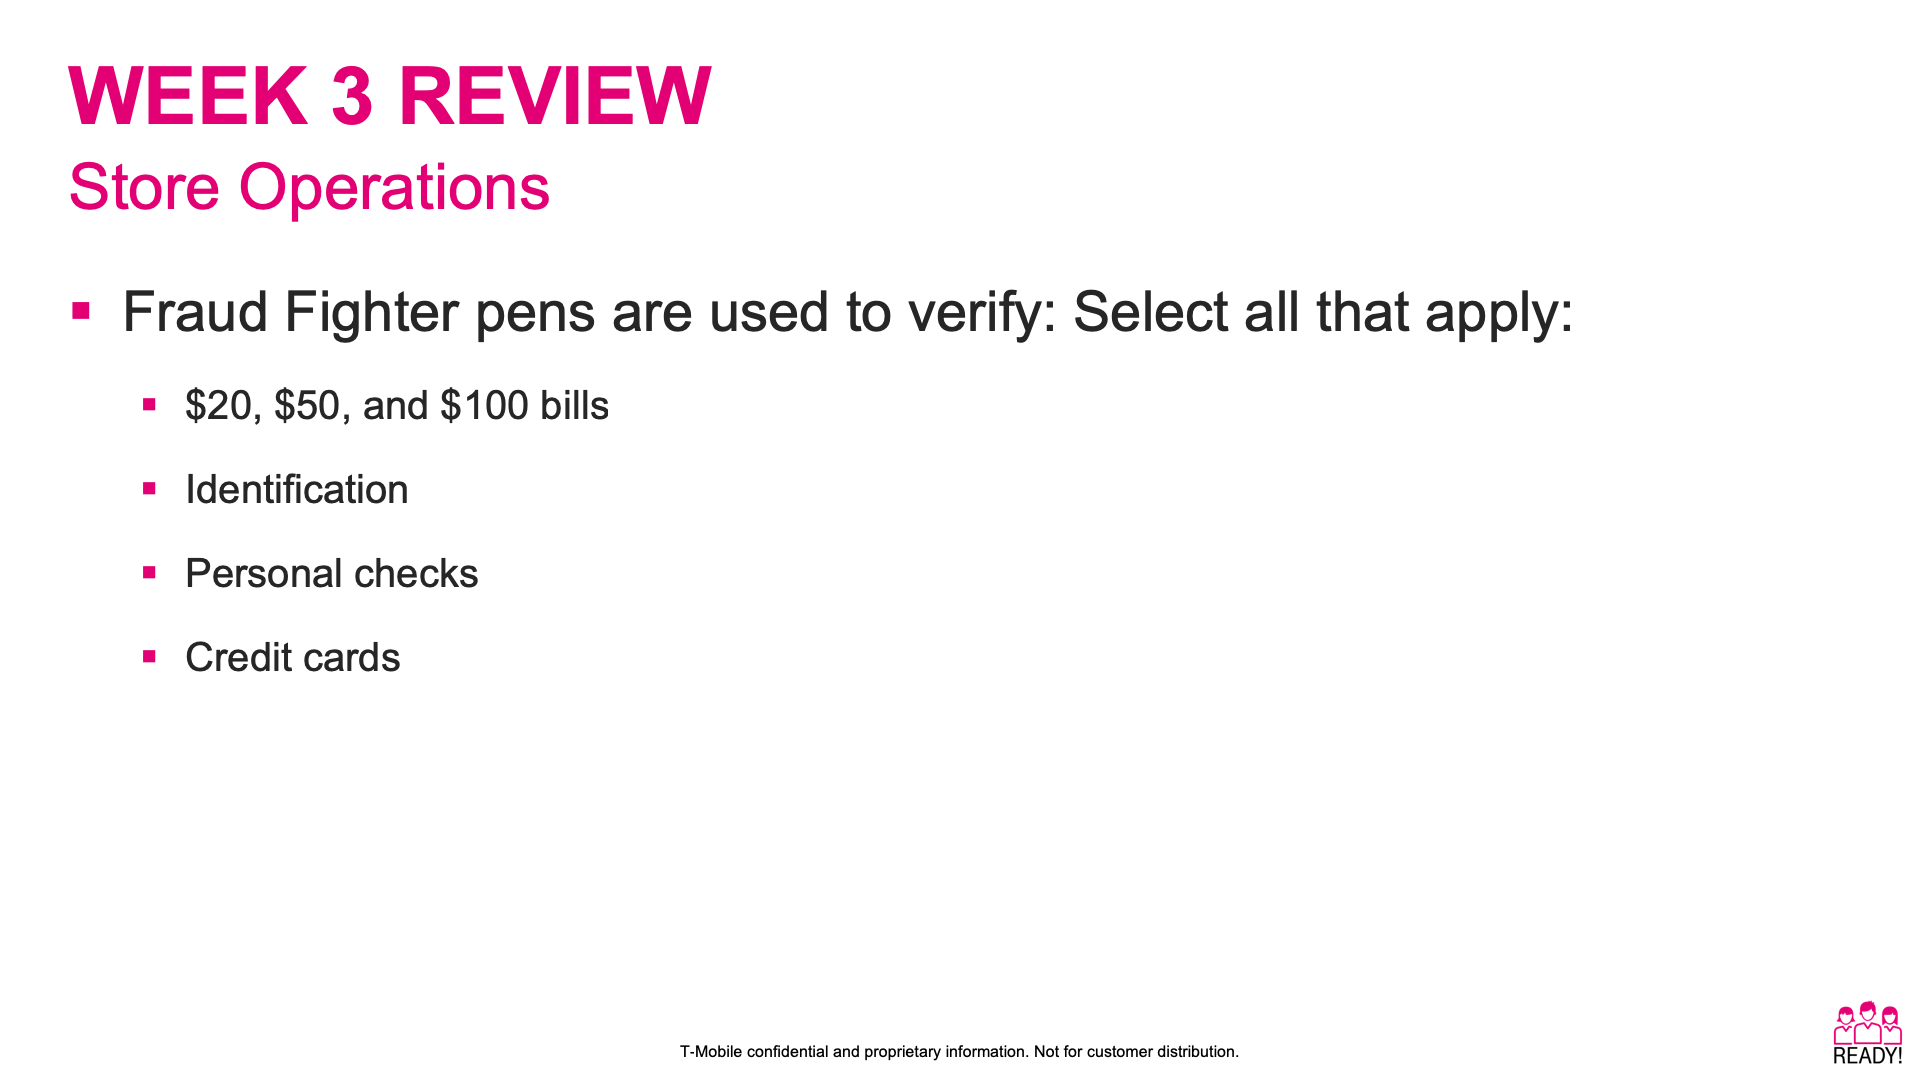 WEEK 3 REVIEW
Store Operations
Fraud Fighter pens are used to verify: Select all that apply:
$20, $50, and $100 bills
Identification
Personal checks
Credit cards
T-Mobile confidential and proprietary information. Not for customer distribution.
READY!